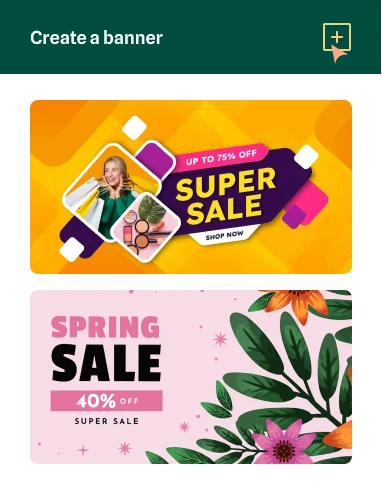 Create a banner
UP TO 75% OFF
SUPER
SALE
SHOP NOW
SPRING
SALE
40% OFF
SUPER SALE